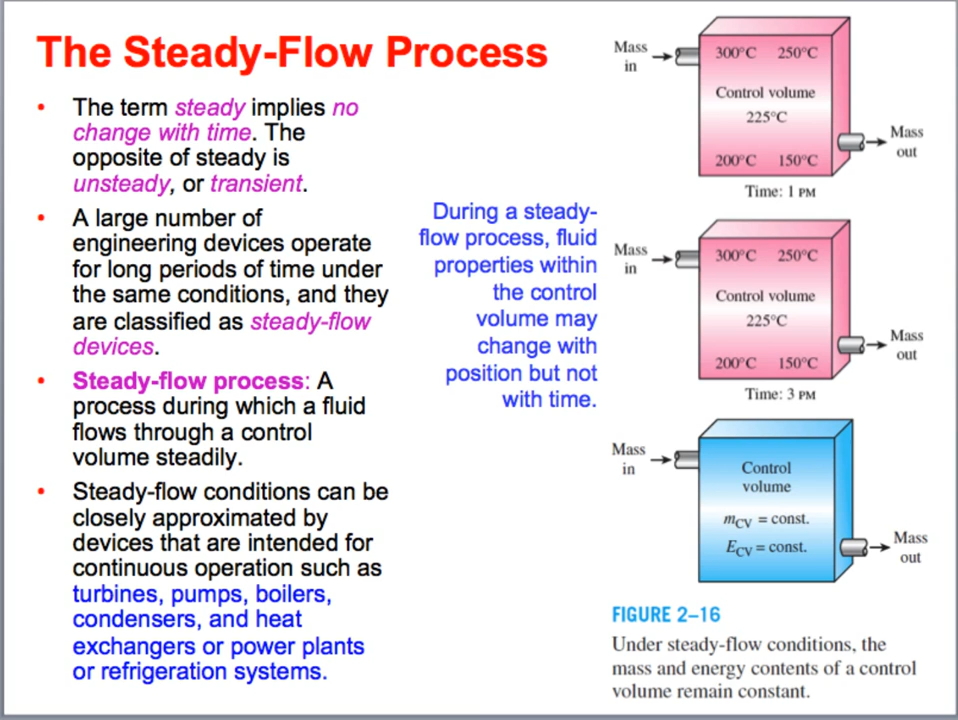 The Steady-Flow Process
• The term steady implies no
change with time. The
opposite of steady is
unsteady, or transient.
• A large number of
engineering devices operate
for long periods of time under
the same conditions, and they
are classified as steady-flow
devices.
• Steady-flow process: A
process during which a fluid
flows through a control
volume steadily.
• Steady-flow conditions can be
closely approximated by
devices that are intended for
continuous operation such as
turbines, pumps, boilers,
condensers, and heat
exchangers or power plants
or refrigeration systems.
During a steady-
flow process, fluid
properties within
the control
volume may
change with
position but not
with time.
Mass
in
300°C 250°C
Control volume
225°C
200°C 150°C
Mass
out
Time: 1 PM
Mass
in
300°C 250°C
Control volume
225°C
200°C 150°C
Mass
out
Time: 3 PM
Mass
in
Control
volume
mCV = const.
ECV = const.
Mass
out
FIGURE 2–16
Under steady-flow conditions, the
mass and energy contents of a control
volume remain constant.